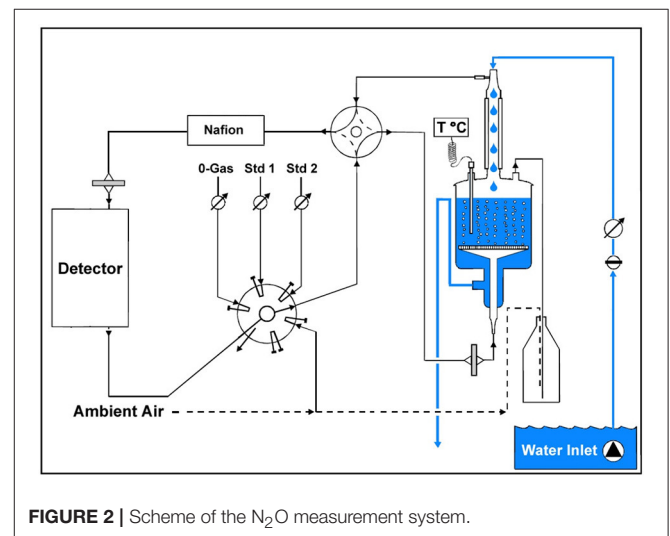 T °C
Nafion
0-Gas Std 1 Std 2
Detector
Ambient Air
Water Inlet
FIGURE 2 | Scheme of the N₂O measurement system.